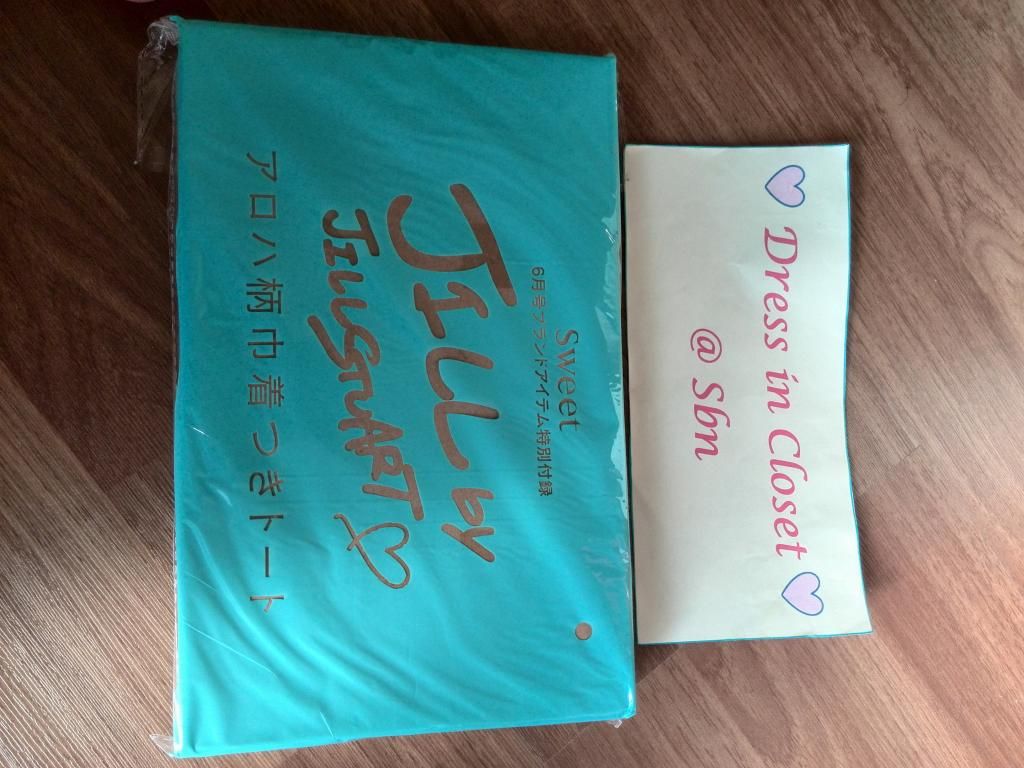 Sweet
6月号ブランドアイテム特別付録
JILL by
JILLSTUART
アロハ柄巾着つきトート
Dress in Closet
@ Sbn